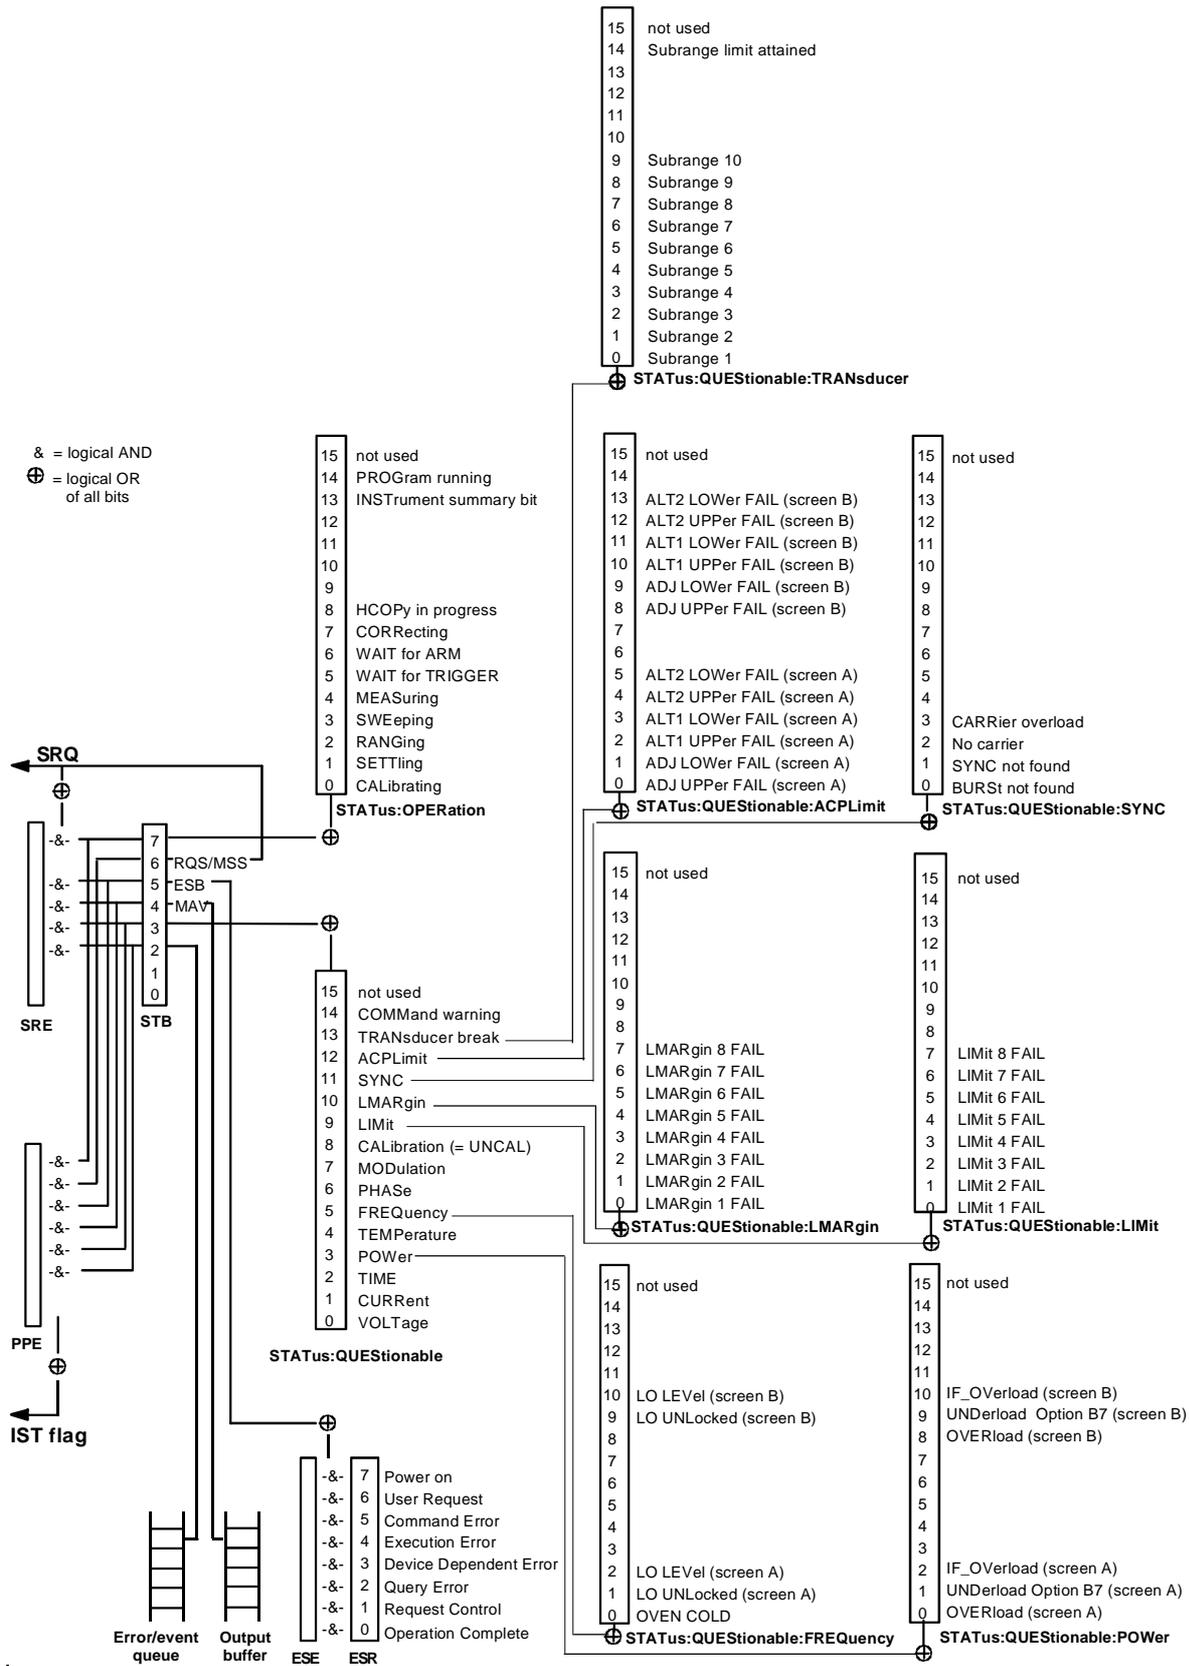 15 not used
14 Subrange limit attained
13
12
11
10
9 Subrange 10
8 Subrange 9
7 Subrange 8
6 Subrange 7
5 Subrange 6
4 Subrange 5
3 Subrange 4
2 Subrange 3
1 Subrange 2
0 Subrange 1
STATus:QUEStionable:TRANsducer
& = logical AND
⊕ = logical OR
of all bits
15 not used
14 PROGram running
13 INSTrument summary bit
12
11
10
9
8 HCOPy in progress
7 CORRecting
6 WAIT for ARM
5 WAIT for TRIGGER
4 MEASuring
3 SWEeping
2 RANGing
1 SETTling
0 CALibrating
STATus:OPERation
15 not used
14
13 ALT2 LOWer FAIL (screen B)
12 ALT2 UPPer FAIL (screen B)
11 ALT1 LOWer FAIL (screen B)
10 ALT1 UPPer FAIL (screen B)
9 ADJ LOWer FAIL (screen B)
8 ADJ UPPer FAIL (screen B)
7
6
5 ALT2 LOWer FAIL (screen A)
4 ALT2 UPPer FAIL (screen A)
3 ALT1 LOWer FAIL (screen A)
2 ALT1 UPPer FAIL (screen A)
1 ADJ LOWer FAIL (screen A)
0 ADJ UPPer FAIL (screen A)
STATus:QUEStionable:ACPLimit
15 not used
14
13
12
11
10
9
8
7
6
5
4
3 CARRier overload
2 No carrier
1 SYNC not found
0 BURSt not found
STATus:QUEStionable:SYNC
SRQ
-&-
-&-
-&-
-&-
-&-
SRE
7
6 RQS/MSS
5 ESB
4 MAV
3
2
1
0
STB
15 not used
14 COMMand warning
13 TRANsducer break
12 ACPLimit
11 SYNC
10 LMARgin
9 LIMit
8 CALibration (= UNCAL)
7 MODulation
6 PHASe
5 FREQuency
4 TEMPerature
3 POWer
2 TIME
1 CURRent
0 VOLTage
STATus:QUEStionable
15 not used
14
13
12
11
10
9
8
7 LMARgin 8 FAIL
6 LMARgin 7 FAIL
5 LMARgin 6 FAIL
4 LMARgin 5 FAIL
3 LMARgin 4 FAIL
2 LMARgin 3 FAIL
1 LMARgin 2 FAIL
0 LMARgin 1 FAIL
STATus:QUEStionable:LMARgin
15 not used
14
13
12
11
10
9
8
7 LIMit 8 FAIL
6 LIMit 7 FAIL
5 LIMit 6 FAIL
4 LIMit 5 FAIL
3 LIMit 4 FAIL
2 LIMit 3 FAIL
1 LIMit 2 FAIL
0 LIMit 1 FAIL
STATus:QUEStionable:LIMit
-&-
-&-
-&-
-&-
-&-
-&-
PPE
IST flag
15 not used
14
13
12
11
10 LO LEVel (screen B)
9 LO UNLocked (screen B)
8
7
6
5
4
3
2 LO LEVel (screen A)
1 LO UNLocked (screen A)
0 OVEN COLD
STATus:QUEStionable:FREQuency
15 not used
14
13
12
11
10 IF_OVerload (screen B)
9 UNDerload Option B7 (screen B)
8 OVERload (screen B)
7
6
5
4
3
2 IF_OVerload (screen A)
1 UNDerload Option B7 (screen A)
0 OVERload (screen A)
STATus:QUEStionable:POWer
-&- 7 Power on
-&- 6 User Request
-&- 5 Command Error
-&- 4 Execution Error
-&- 3 Device Dependent Error
-&- 2 Query Error
-&- 1 Request Control
-&- 0 Operation Complete
ESE ESR
Error/event
queue
Output
buffer